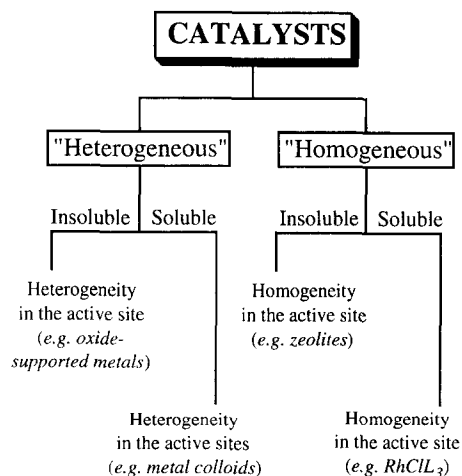 CATALYSTS
"Heterogeneous"
"Homogeneous"
Insoluble
Soluble
Insoluble
Soluble
Heterogeneity
in the active site
(e.g. oxide-
supported metals)
Homogeneity
in the active site
(e.g. zeolites)
Heterogeneity
in the active sites
(e.g. metal colloids)
Homogeneity
in the active site
(e.g. RhClL3)